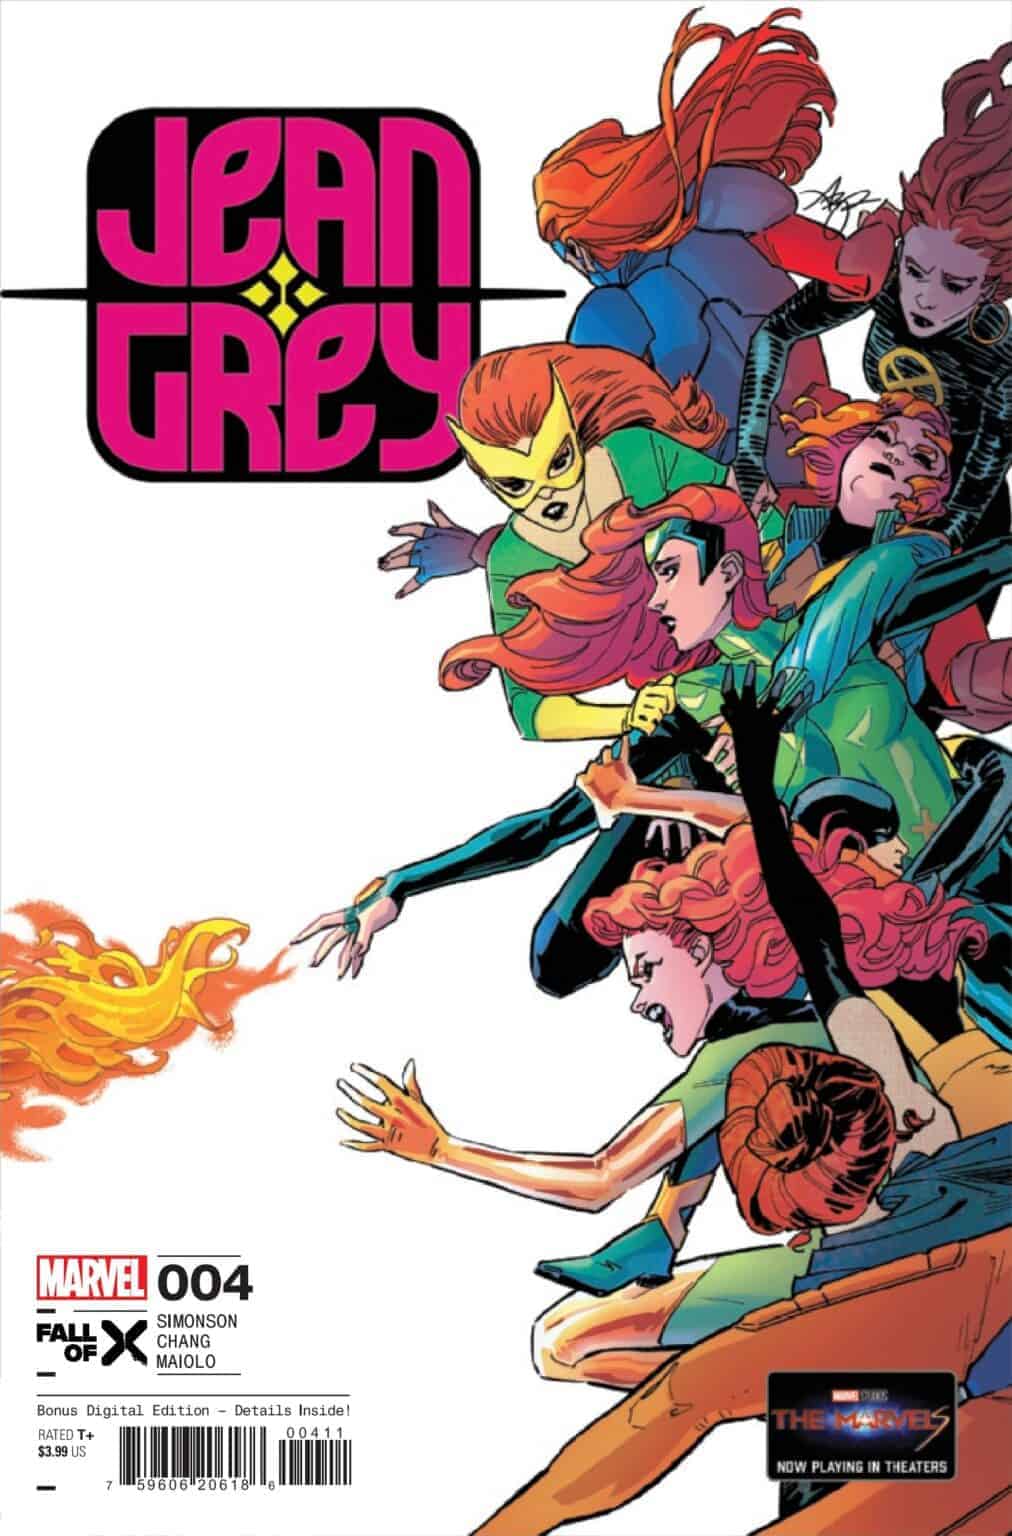 JEAN
GREY
MARVEL
004
FALL
OF X
SIMONSON
CHANG
MAIOLO
Bonus Digital Edition – Details Inside!
RATED T+
$3.99 US
00411
7 59606 20618 6
MARVEL STUDIOS
THE MARVELS
NOW PLAYING IN THEATERS